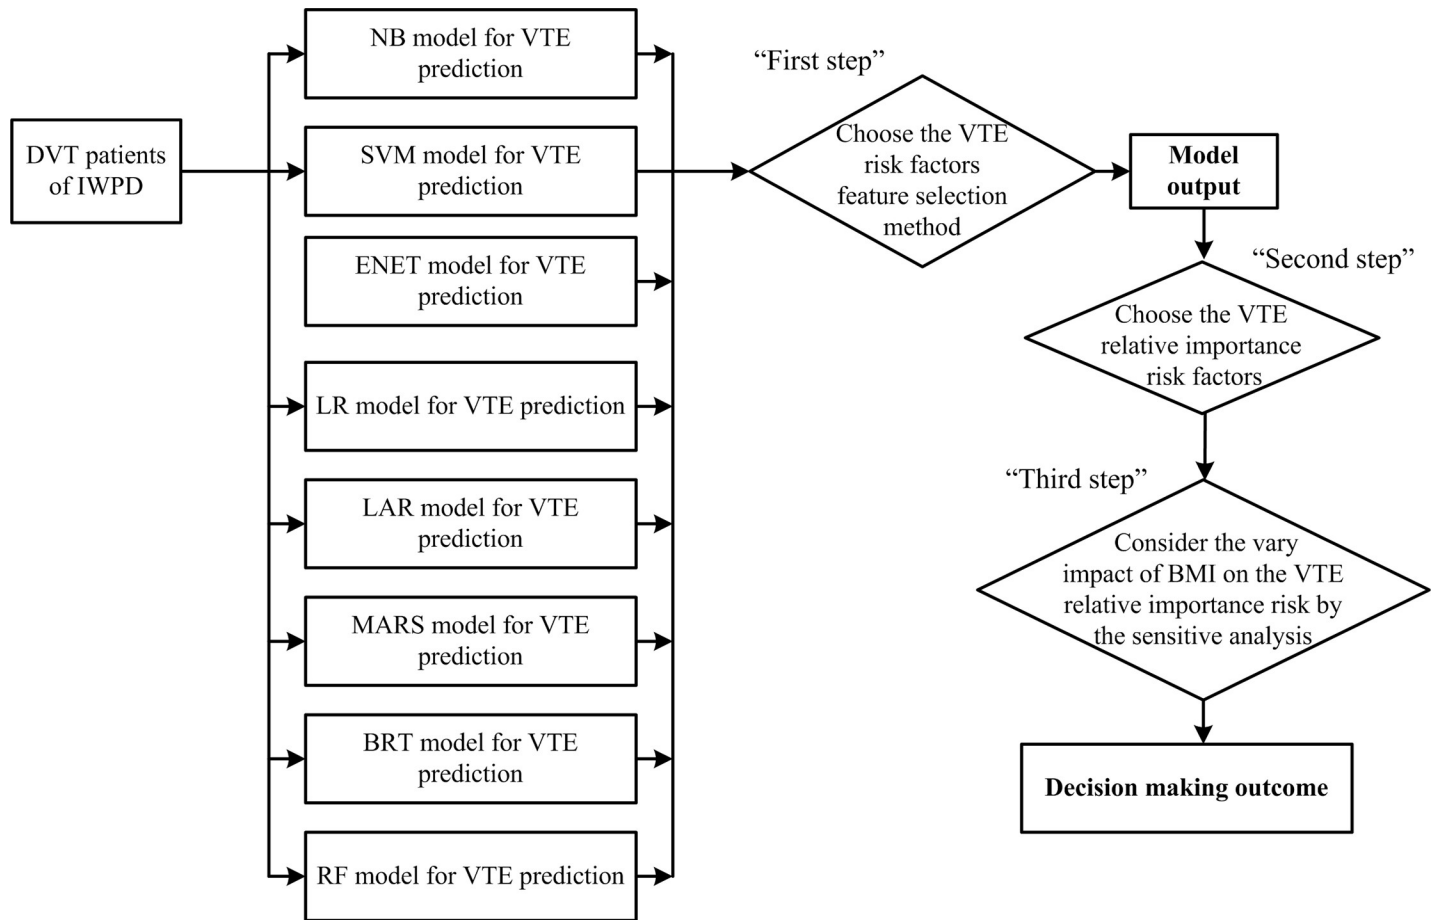 DVT patients
of IWPD
NB model for VTE
prediction
SVM model for VTE
prediction
ENET model for VTE
prediction
LR model for VTE prediction
LAR model for VTE
prediction
MARS model for VTE
prediction
BRT model for VTE
prediction
RF model for VTE prediction
“First step”
Choose the VTE
risk factors
feature selection
method
Model
output
“Second step”
Choose the VTE
relative importance
risk factors
“Third step”
Consider the vary
impact of BMI on the VTE
relative importance risk by
the sensitive analysis
Decision making outcome